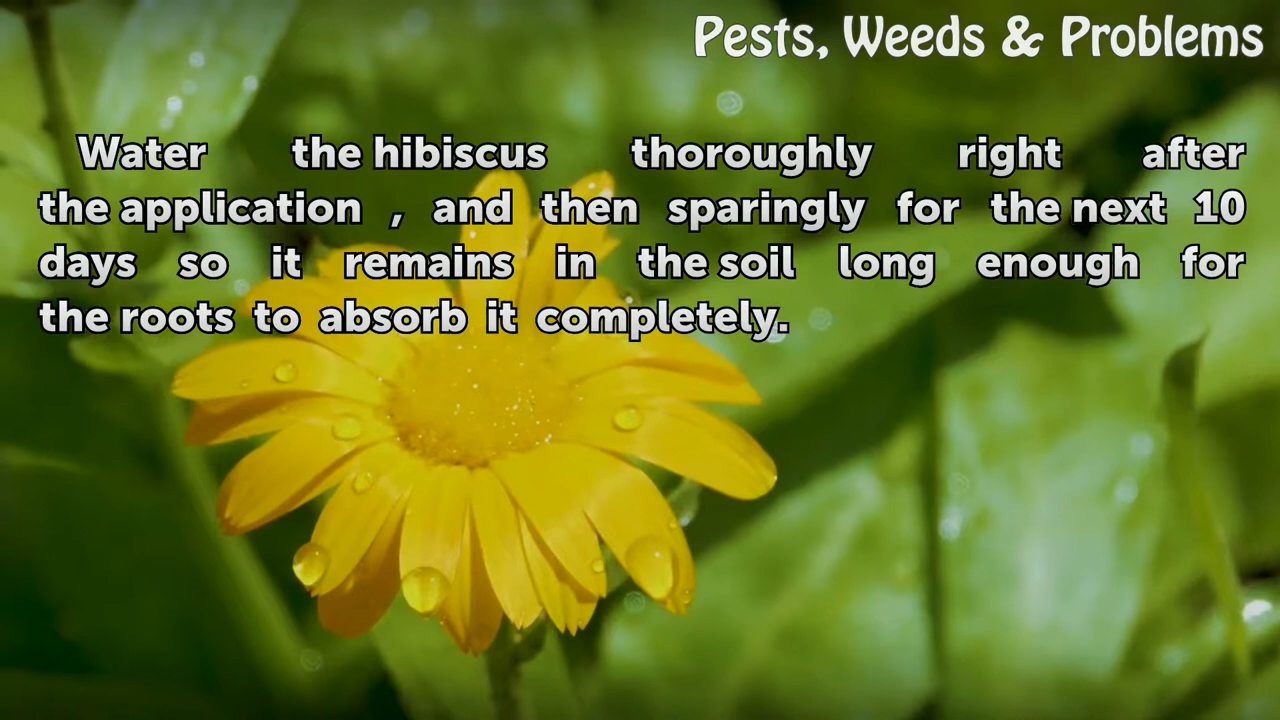 Pests, Weeds & Problems
Water the hibiscus thoroughly right after
the application , and then sparingly for the next 10
days so it remains in the soil long enough for
the roots to absorb it completely.